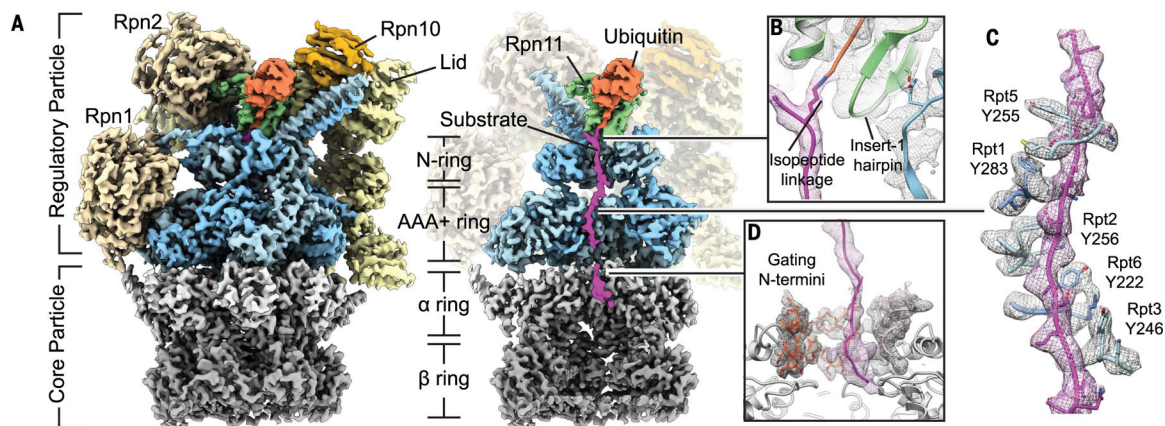 A
Regulatory Particle
Core Particle
Rpn2
Rpn10
Lid
Rpn1
N-ring
AAA+ ring
α ring
β ring
Rpn11
Ubiquitin
Substrate
B
Isopeptide
linkage
Insert-1
hairpin
C
Rpt5
Y255
Rpt1
Y283
Rpt2
Y256
Rpt6
Y222
Rpt3
Y246
D
Gating
N-termini